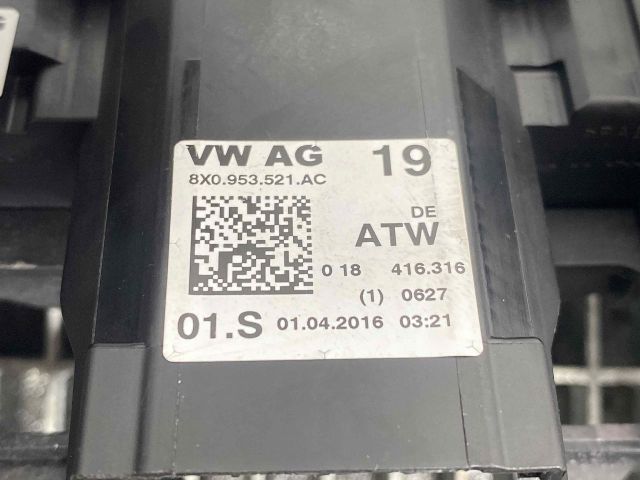 VW AG 19
8X0.953.521.AC
DE
ATW
0 18 416.316
(1) 0627
01.S 01.04.2016 03:21